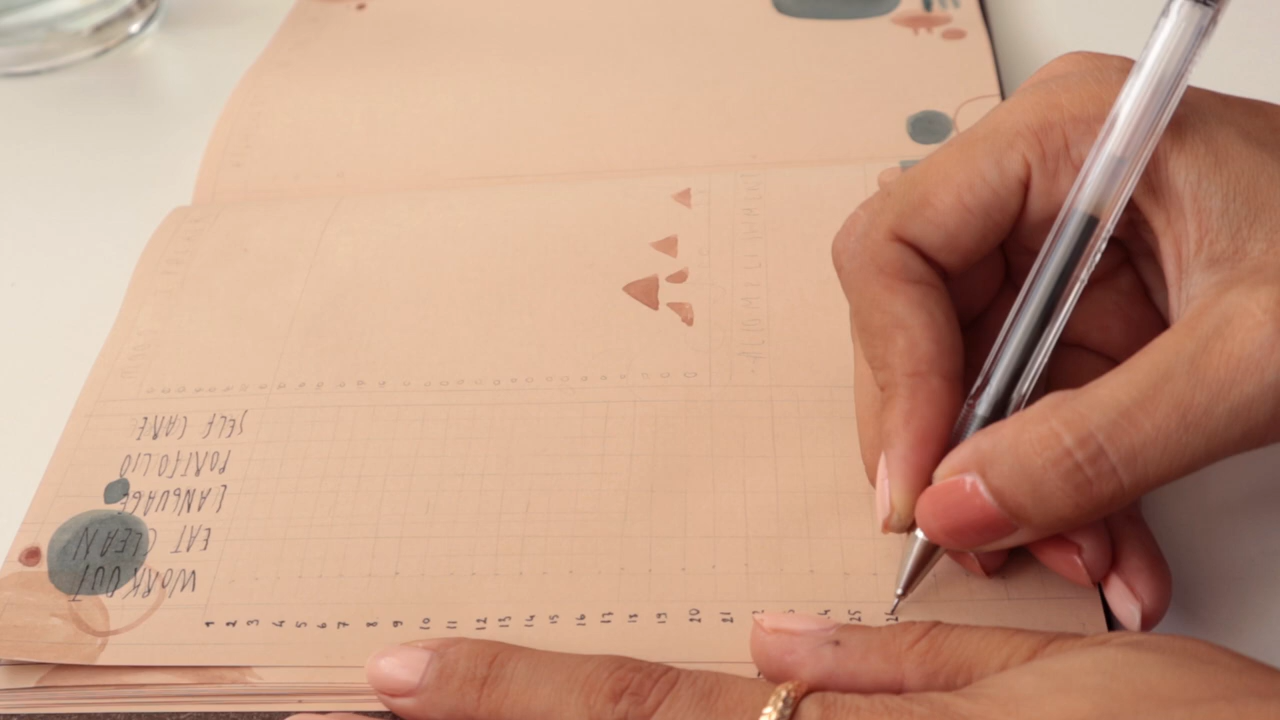 SELF CARE
PORTFOLIO
LANGUAGE
EAT CLEAN
WORK OUT
1 2 3 4 5 6 7 8 9 10 11 12 13 14 15 16 17 18 19 20 21 25